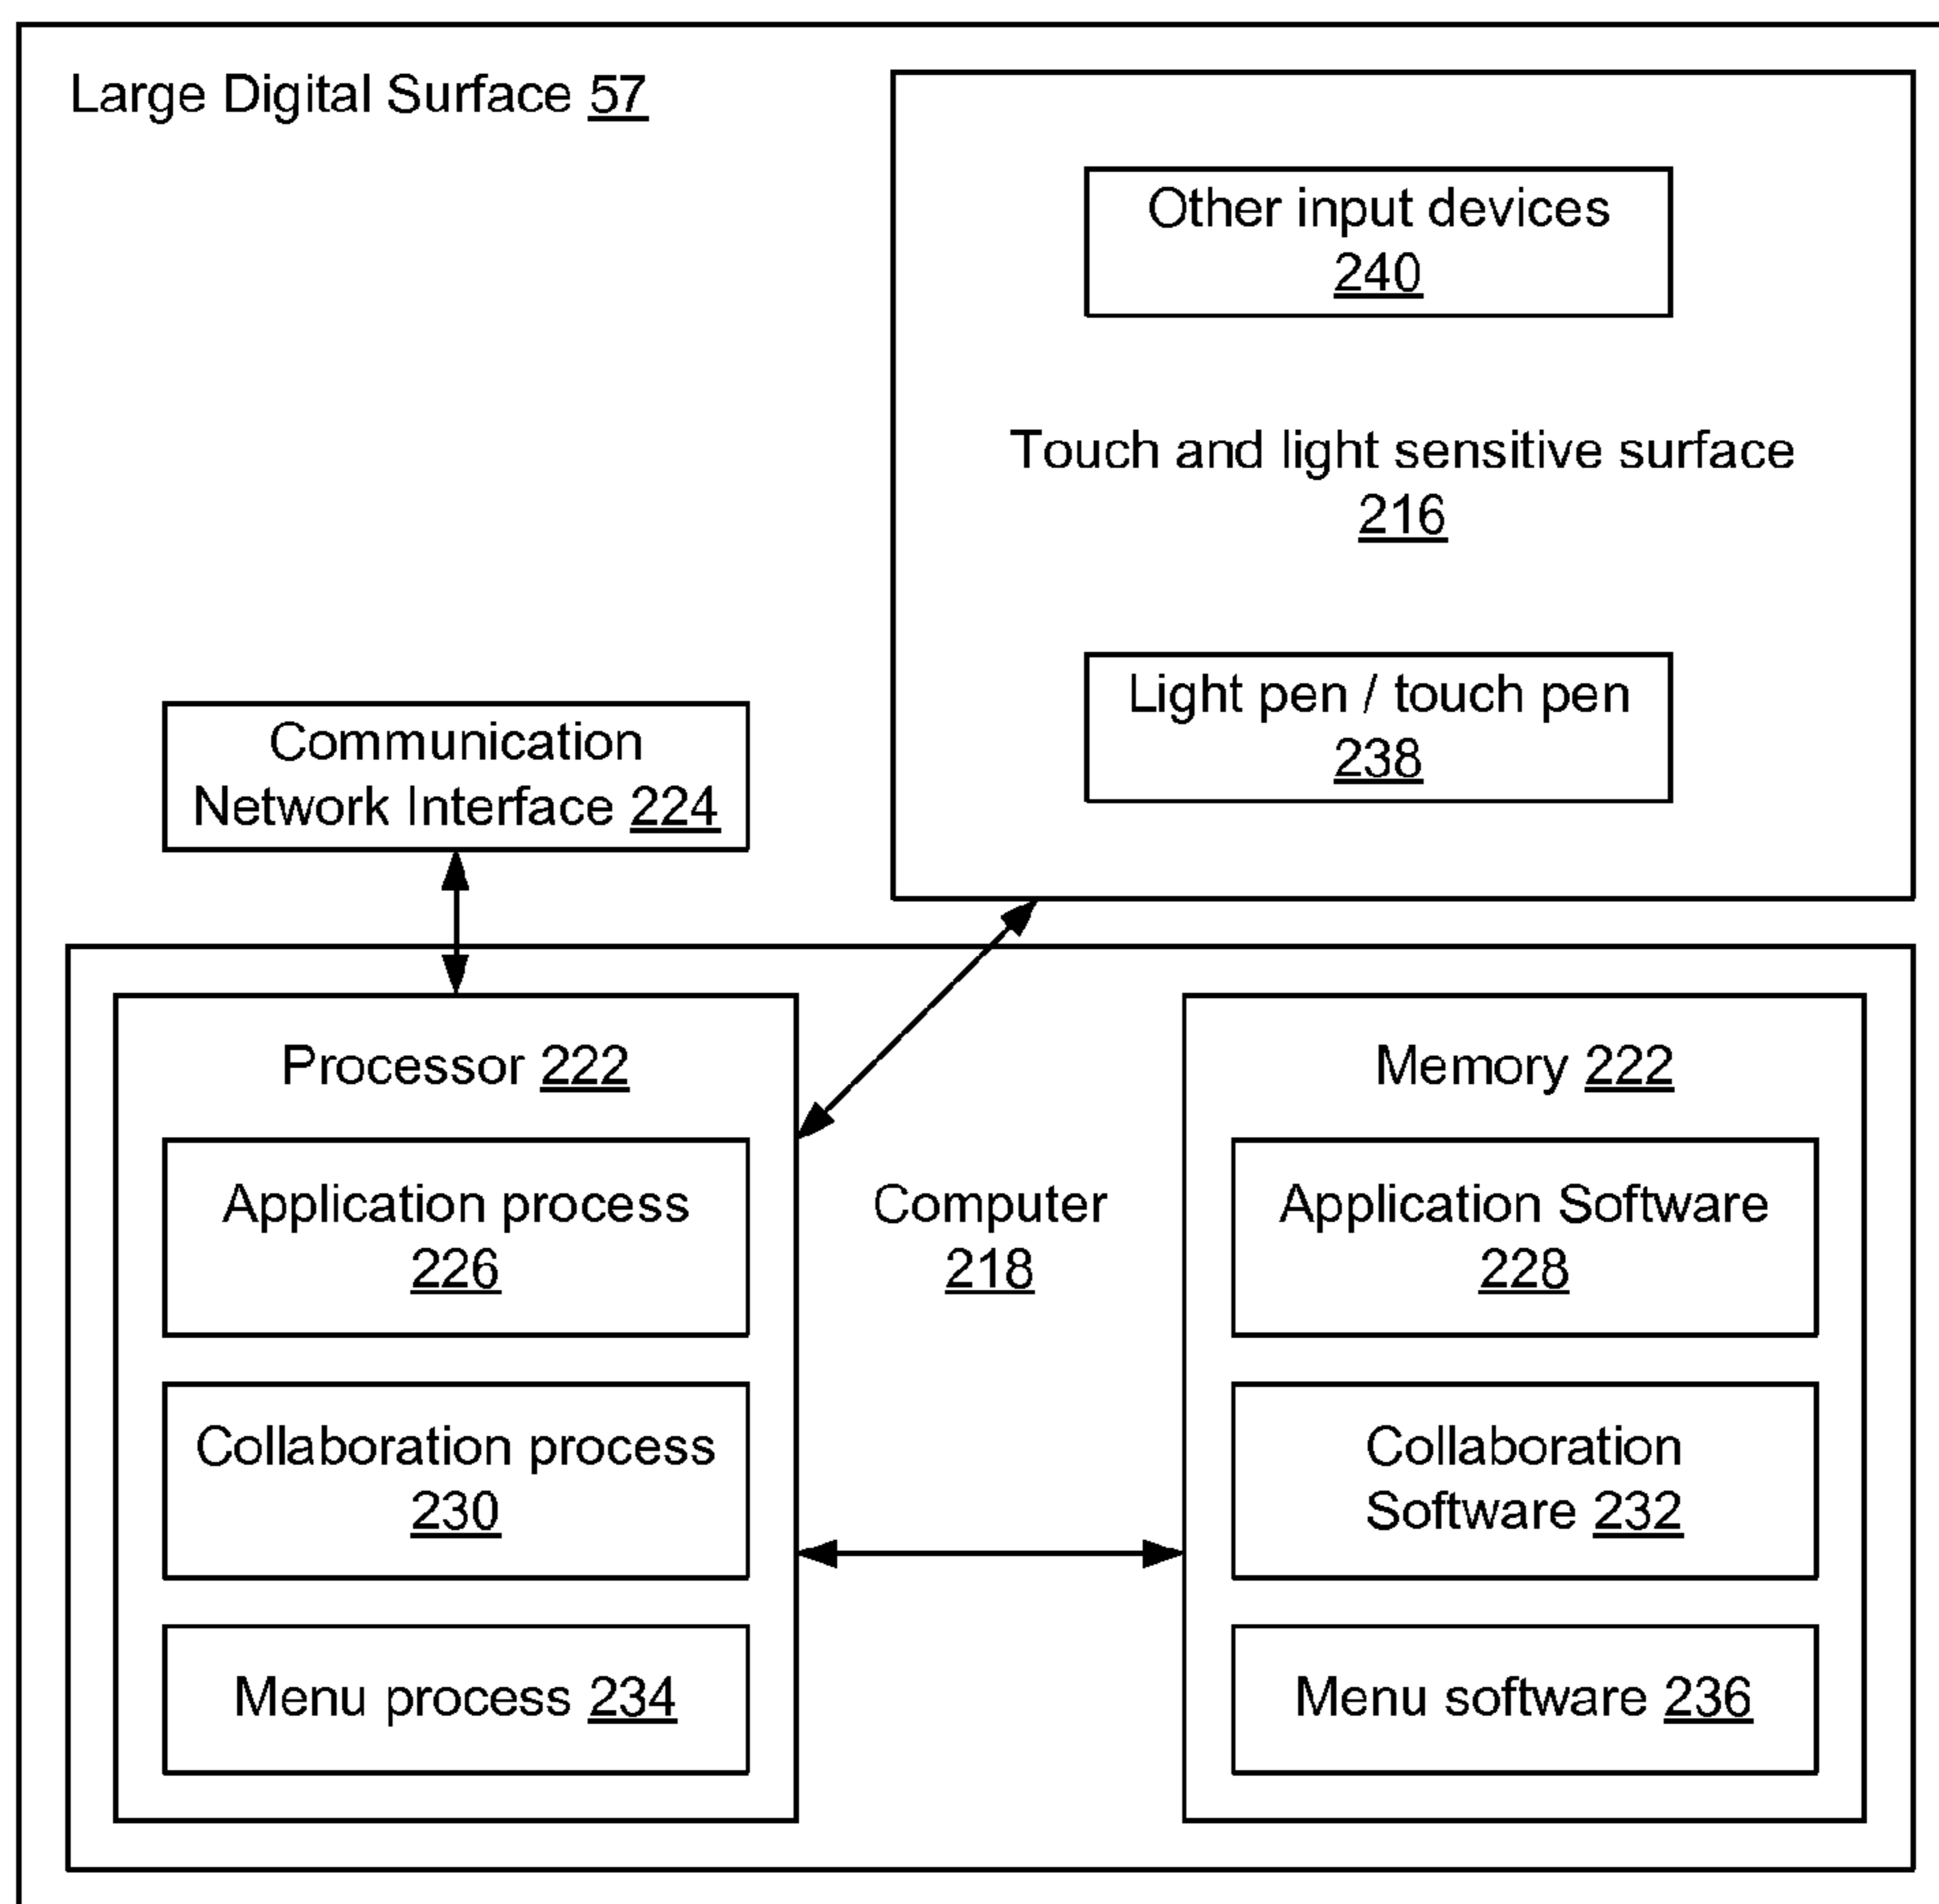 Large Digital Surface 57
Other input devices
240
Touch and light sensitive surface
216
Light pen / touch pen
238
Communication
Network Interface 224
Processor 222
Application process
226
Collaboration process
230
Menu process 234
Computer
218
Memory 222
Application Software
228
Collaboration
Software 232
Menu software 236